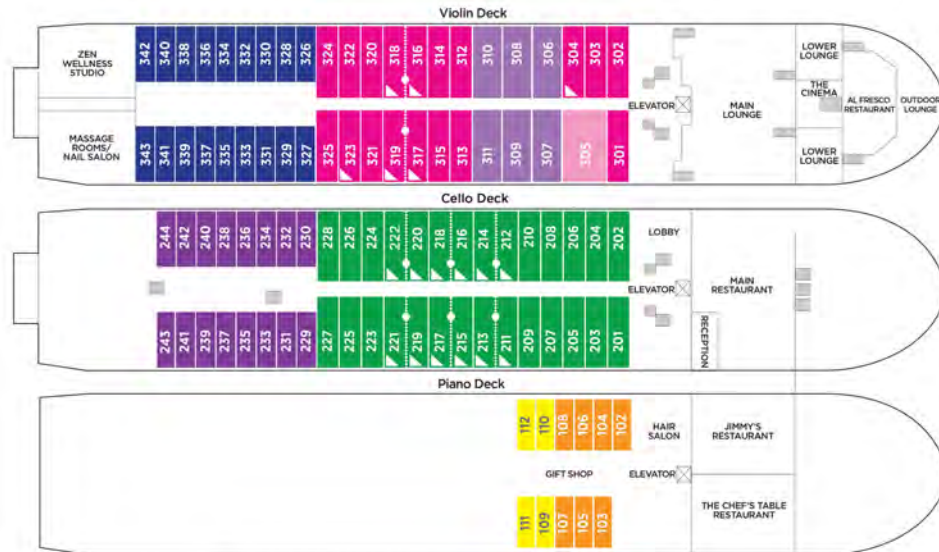 Violin Deck
ZEN
WELLNESS
STUDIO
342 340 338 336 334 332 330 328 326 324 322 320 318 316 314 312 310 308 306 304 303 302
ELEVATOR
MAIN
LOUNGE
LOWER
LOUNGE
THE
CINEMA
AL FRESCO
RESTAURANT
OUTDOOR
LOUNGE
LOWER
LOUNGE
MASSAGE
ROOMS/
NAIL SALON
343 341 339 337 335 333 331 329 327 325 323 321 319 317 315 313 311 309 307 305 301
Cello Deck
244 242 240 238 236 234 232 230 228 226 224 222 220 218 216 214 212 210 208 206 204 202
LOBBY
ELEVATOR
MAIN
RESTAURANT
RECEPTION
243 241 239 237 235 233 231 229 227 225 223 221 219 217 215 213 211 209 207 205 203 201
Piano Deck
112 110 108 106 104 102
HAIR
SALON
JIMMY'S
RESTAURANT
GIFT SHOP
ELEVATOR
THE CHEF'S TABLE
RESTAURANT
111 109 107 105 103